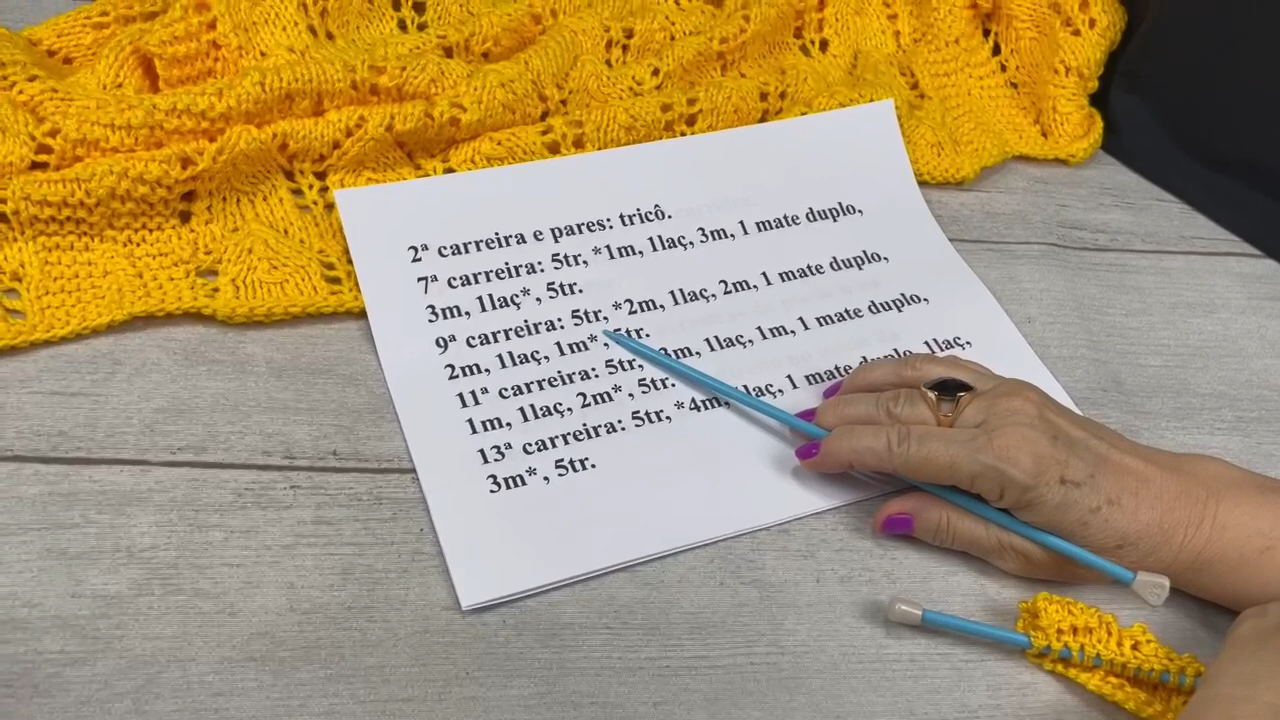 2ª carreira e pares: tricô.
7ª carreira: 5tr, *1m, 1laç, 3m, 1 mate duplo,
3m, 1laç*, 5tr.
9ª carreira: 5tr, *2m, 1laç, 2m, 1 mate duplo,
2m, 1laç, 1m*, 5tr.
11ª carreira: 5tr, 3m, 1laç, 1m, 1 mate duplo,
1m, 1laç, 2m*, 5tr.
13ª carreira: 5tr, *4m, 1laç, 1 mate duplo, 1laç,
3m*, 5tr.